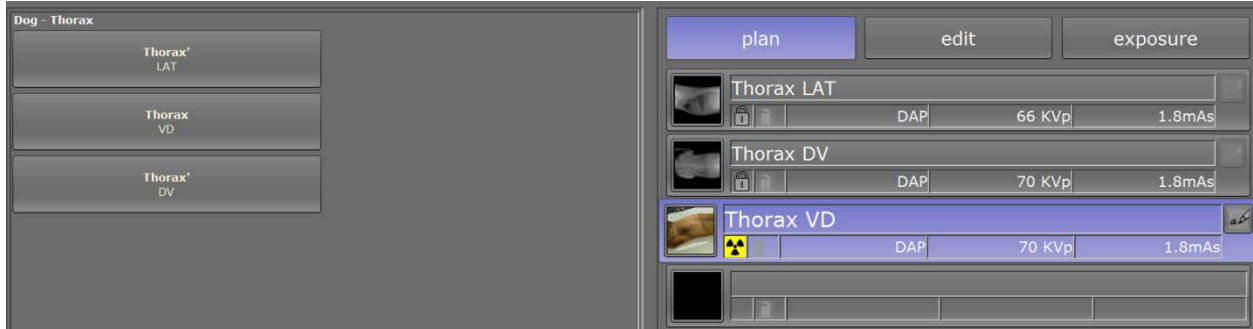 Dog - Thorax
Thorax'
LAT
Thorax
VD
Thorax'
DV
plan
edit
exposure
Thorax LAT
DAP 66 KVp 1.8mAs
Thorax DV
DAP 70 KVp 1.8mAs
Thorax VD
DAP 70 KVp 1.8mAs